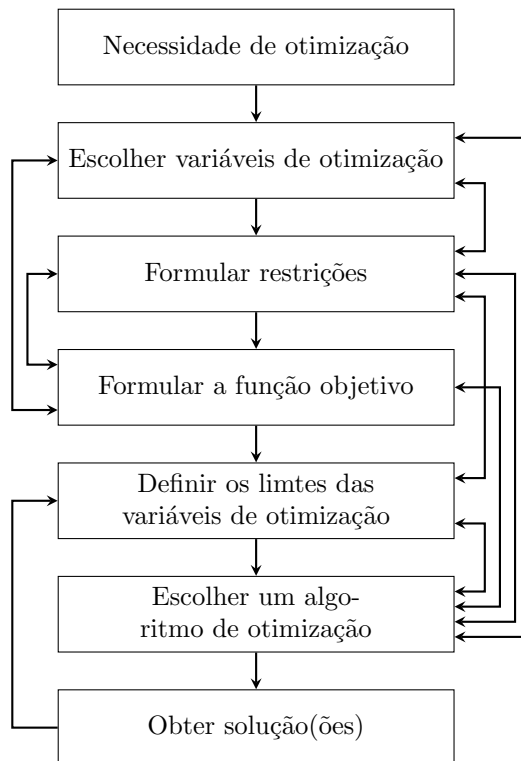 Necessidade de otimização
Escolher variáveis de otimização
Formular restrições
Formular a função objetivo
Definir os limtes das
variáveis de otimização
Escolher um algo-
ritmo de otimização
Obter solução(ões)